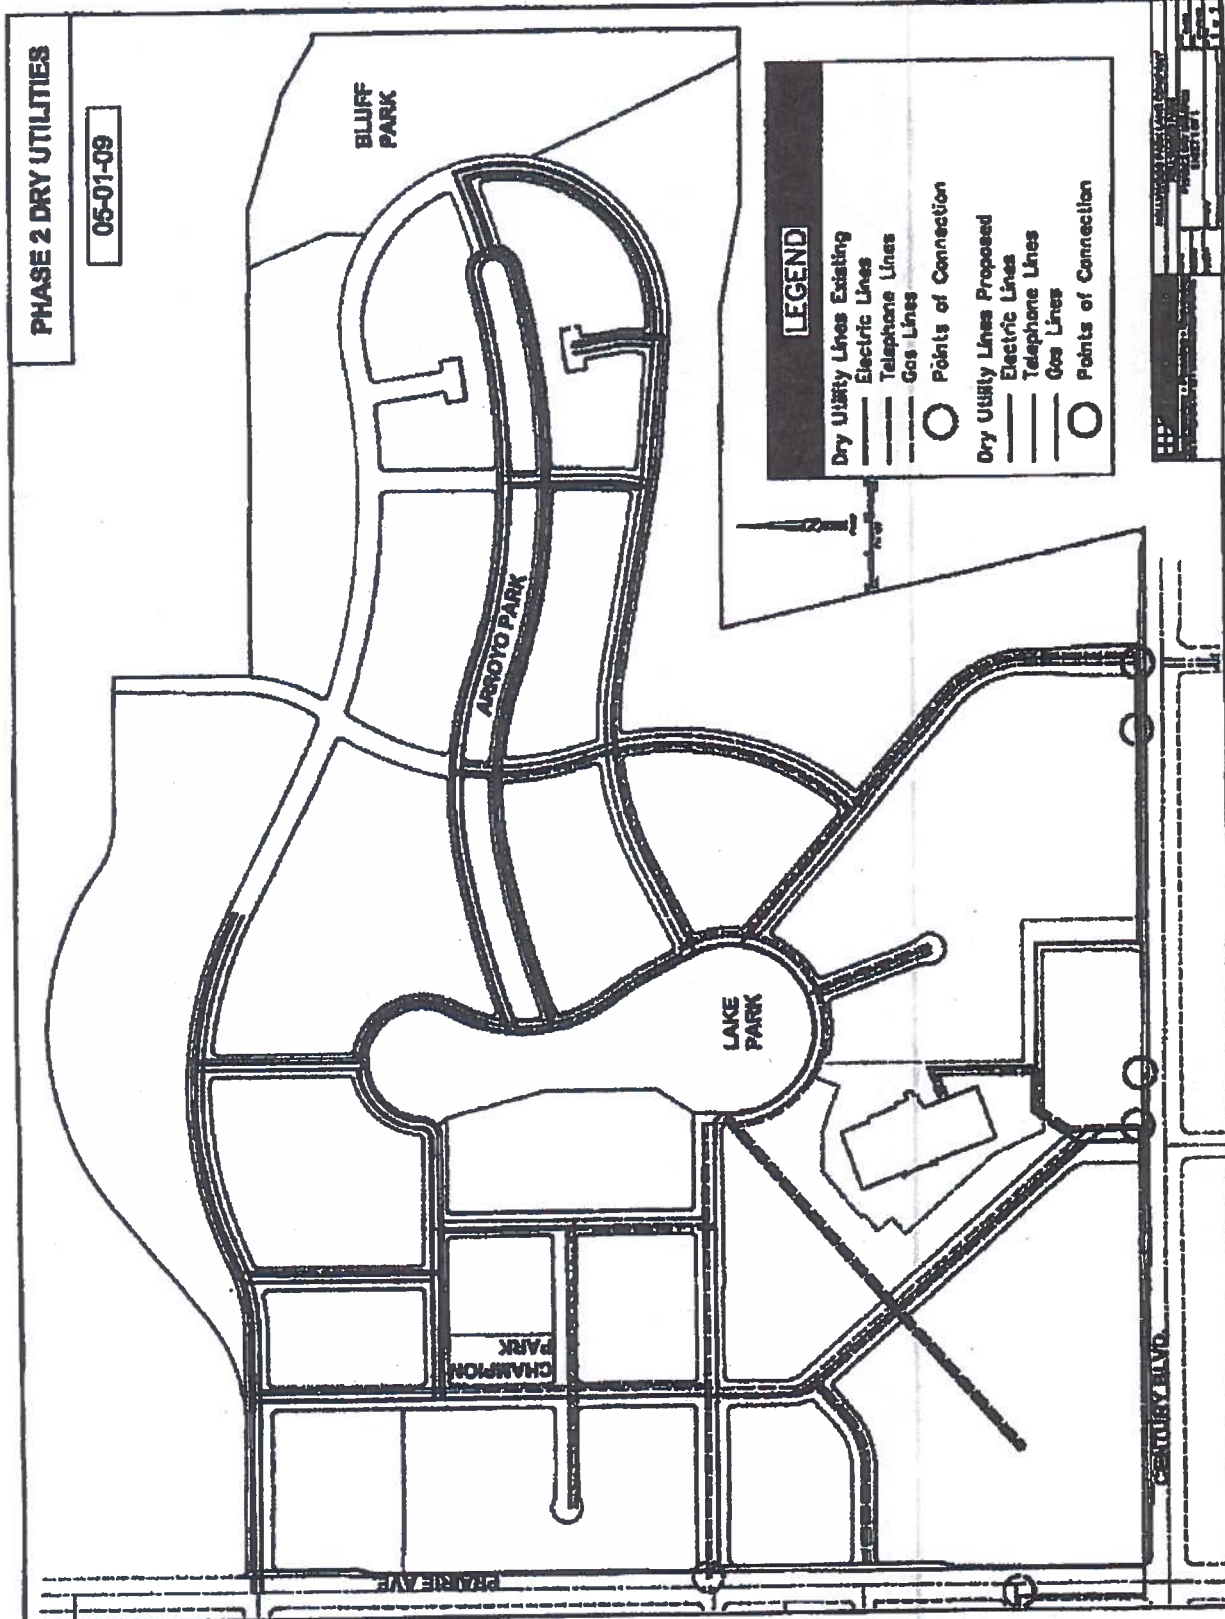 PHASE 2 DRY UTILITIES
05-01-09
BLUFF
PARK
ARROYO PARK
LAKE
PARK
CHAMPION
PARK
PRAIRIE AVE
CENTURY BLVD.
LEGEND
Dry Utility Lines Existing
Electric Lines
Telephone Lines
Gas Lines
Points of Connection
Dry Utility Lines Proposed
Electric Lines
Telephone Lines
Gas Lines
Points of Connection